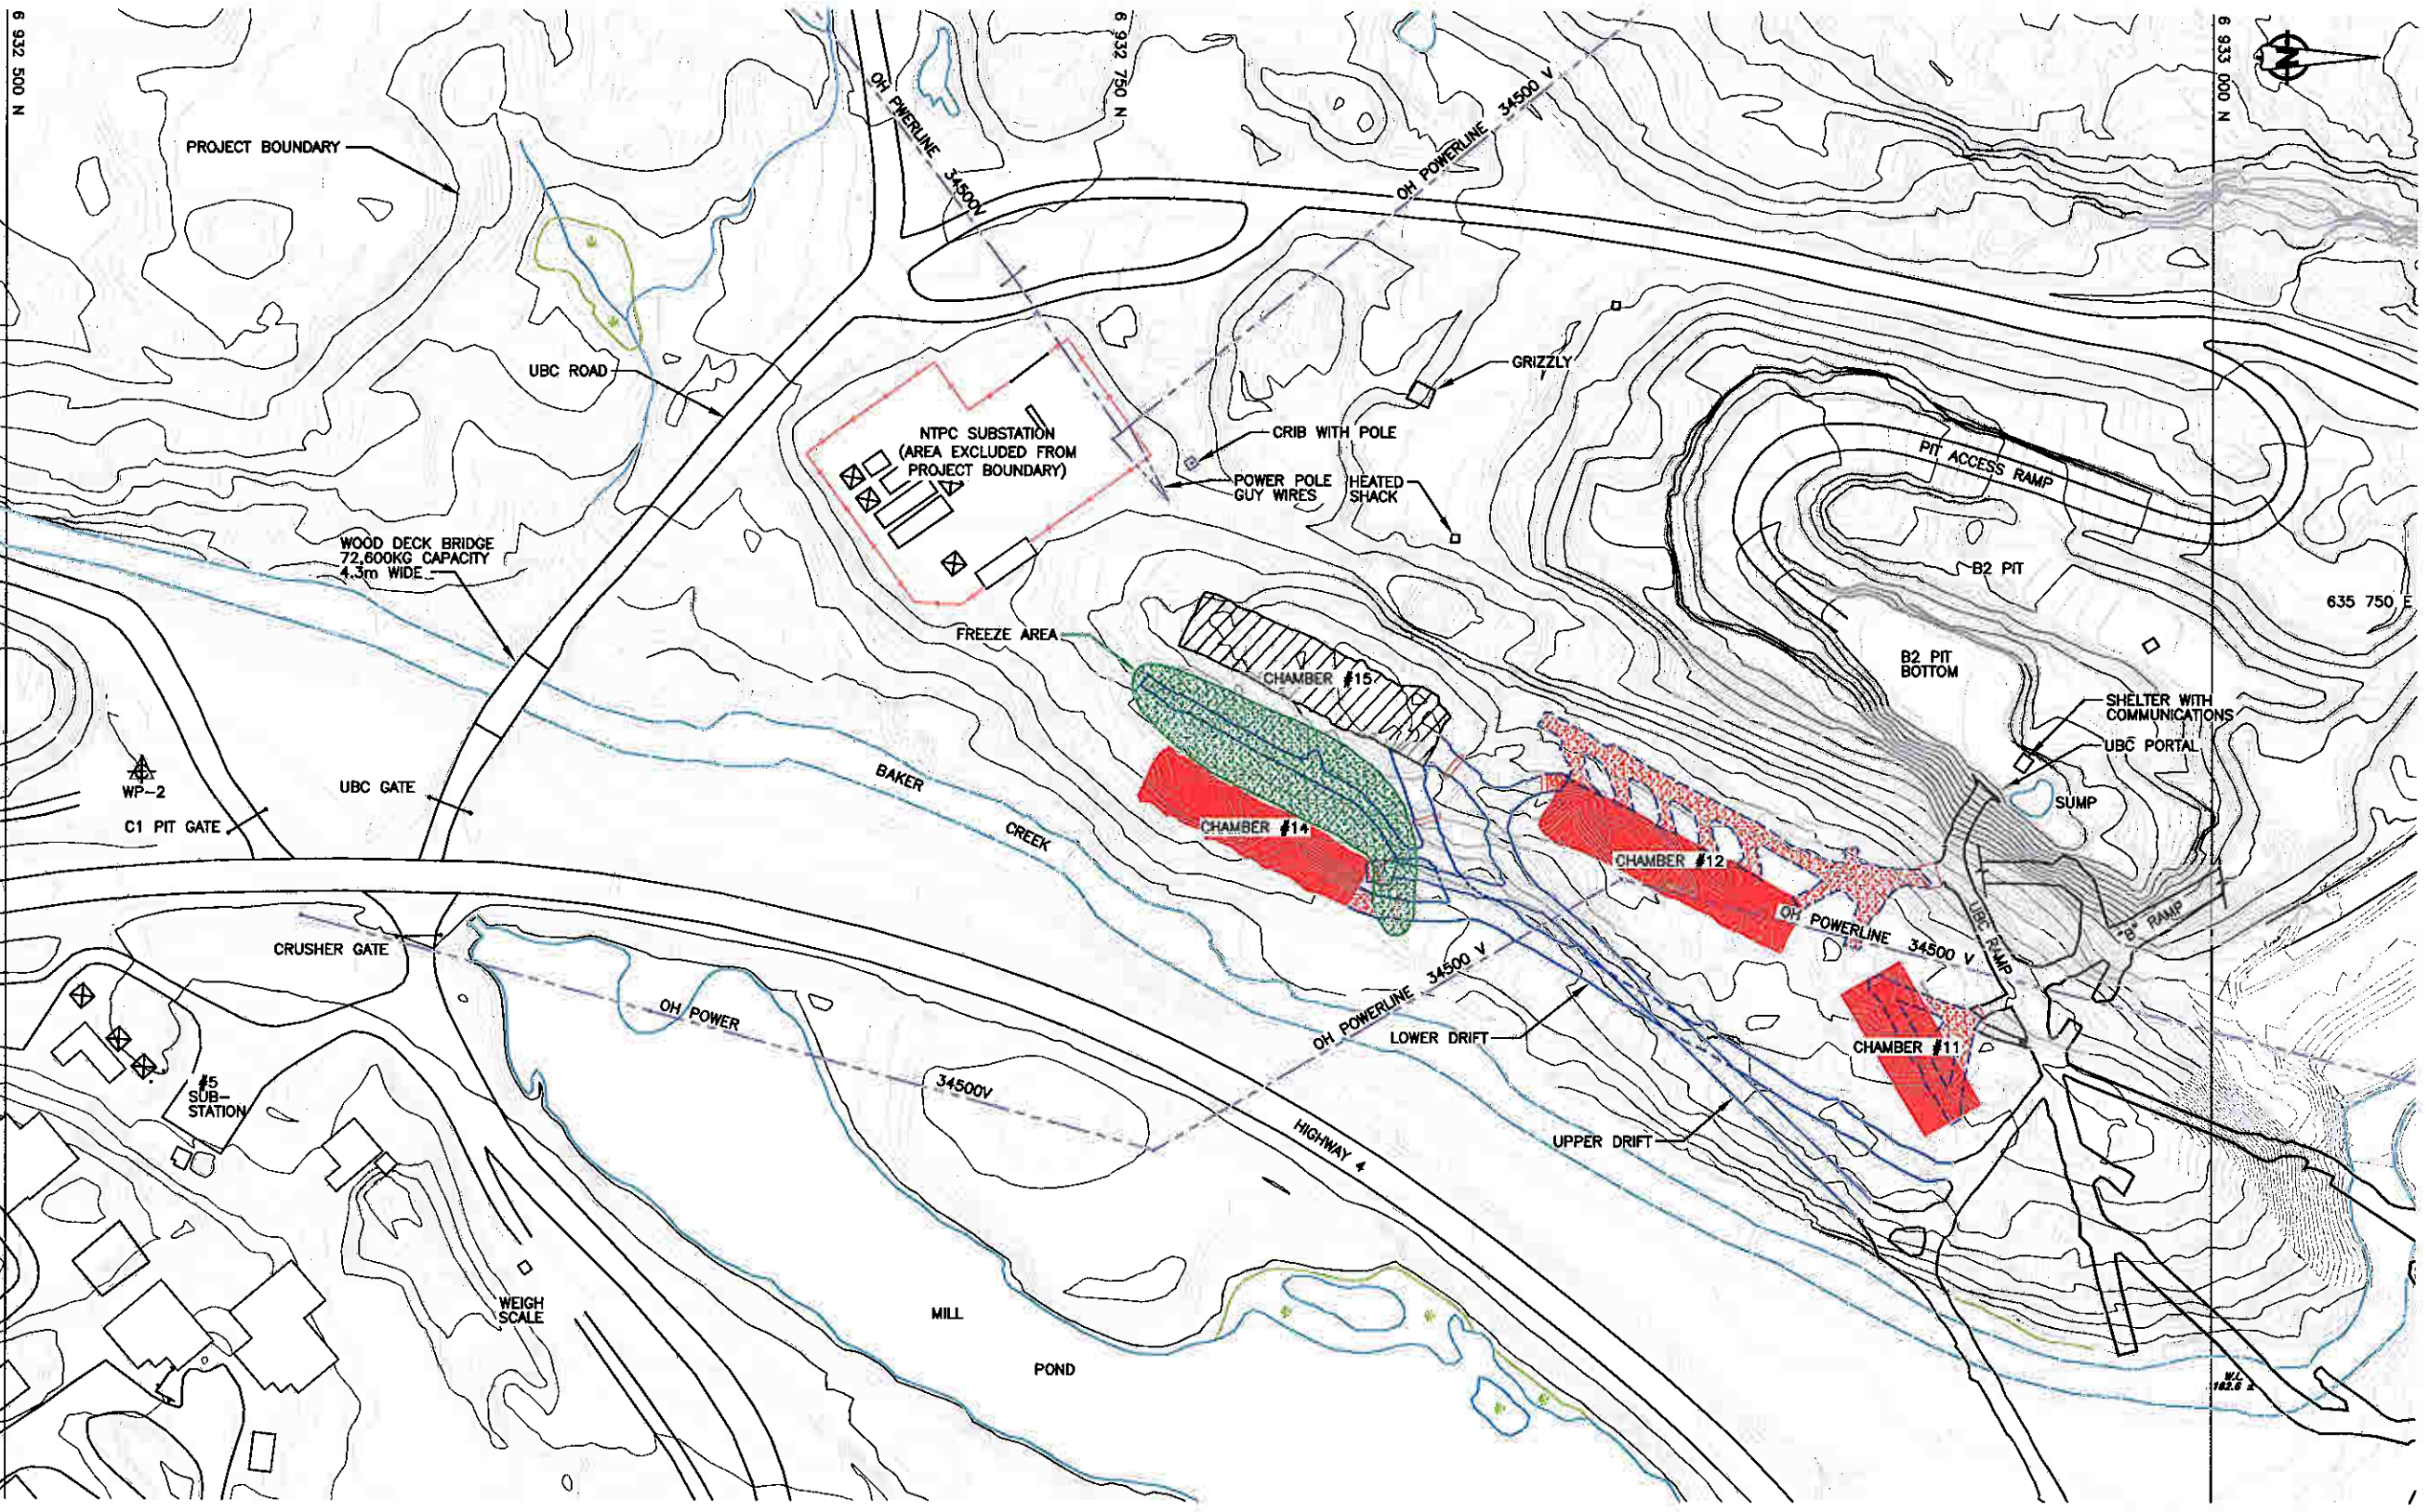 6 932 500 N
6 932 750 N
6 933 000 N
N
OH PWERLINE 34500V
OH POWERLINE 34500 V
PROJECT BOUNDARY
UBC ROAD
GRIZZLY
NTPC SUBSTATION
(AREA EXCLUDED FROM
PROJECT BOUNDARY)
CRIB WITH POLE
POWER POLE
GUY WIRES
HEATED
SHACK
PIT ACCESS RAMP
B2 PIT
635 750 E
WOOD DECK BRIDGE
72,600KG CAPACITY
4.3m WIDE
FREEZE AREA
CHAMBER #15
B2 PIT
BOTTOM
SHELTER WITH
COMMUNICATIONS
UBC PORTAL
SUMP
WP-2
UBC GATE
C1 PIT GATE
BAKER
CREEK
CHAMBER #14
CHAMBER #12
OH POWERLINE 34500 V
UBC RAMP
"B" RAMP
CRUSHER GATE
OH POWER
34500V
OH POWERLINE 34500 V
LOWER DRIFT
CHAMBER #11
#5
SUB-
STATION
HIGHWAY 4
UPPER DRIFT
WEIGH
SCALE
MILL
POND
W.L.
162.6 ±